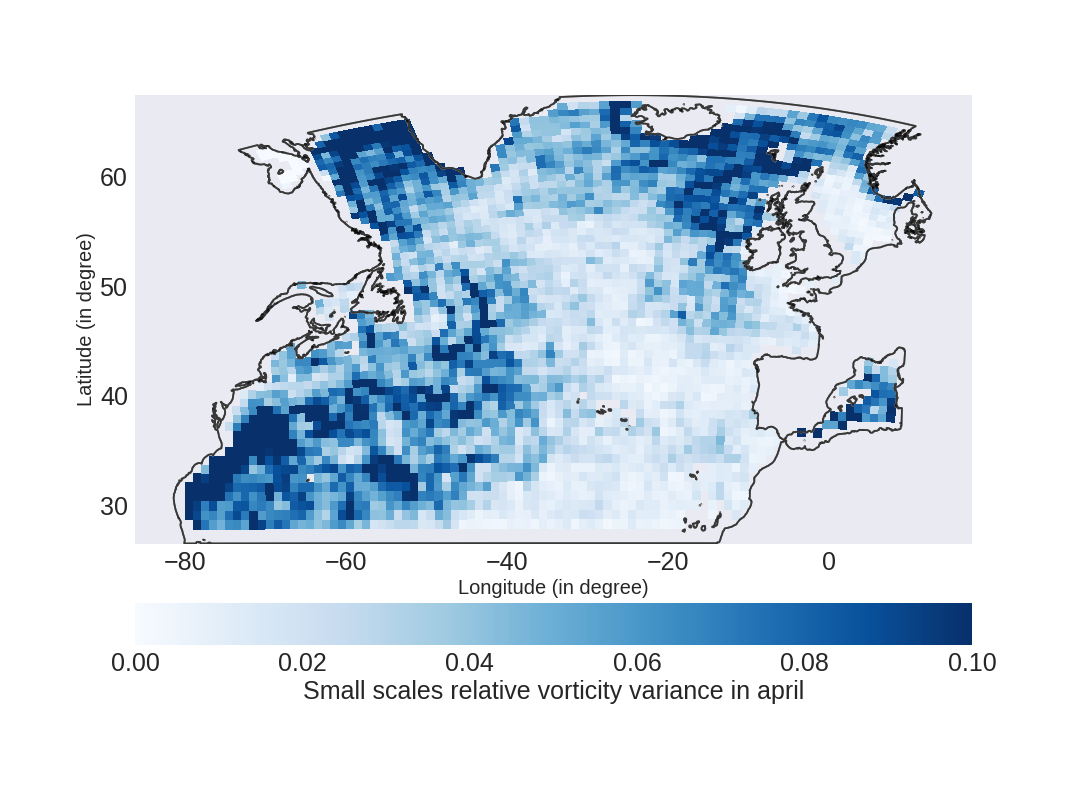 60
50
40
30
Latitude (in degree)
−80 −60 −40 −20 0
Longitude (in degree)
0.00 0.02 0.04 0.06 0.08 0.10
Small scales relative vorticity variance in april